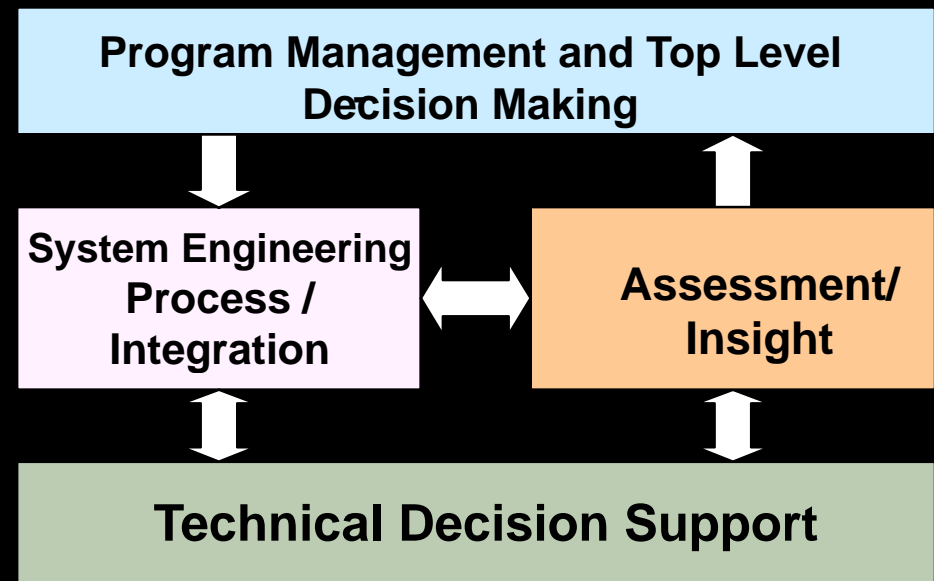 Program Management and Top Level
Decision Making
System Engineering
Process /
Integration
Assessment/
Insight
Technical Decision Support